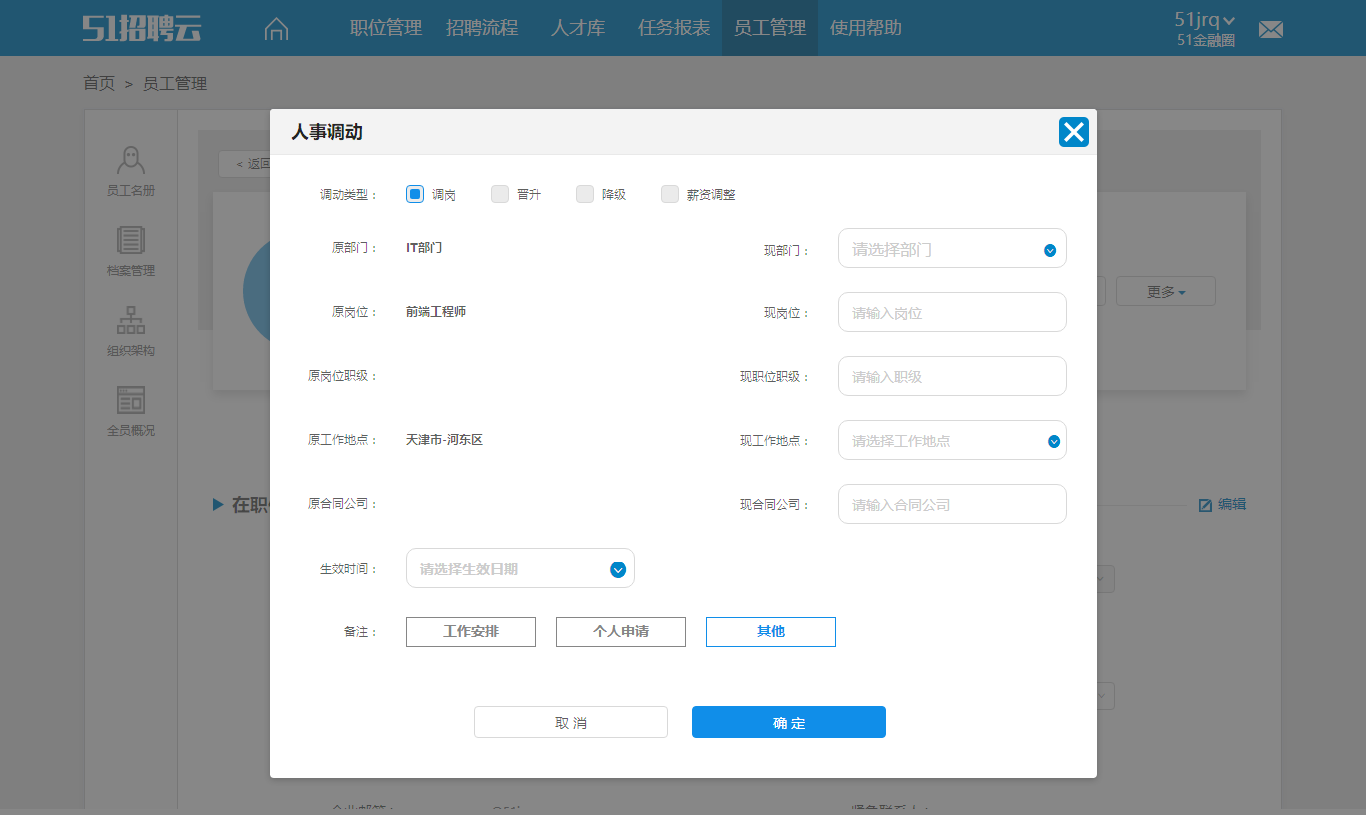 51招聘云 职位管理 招聘流程 人才库 任务报表 员工管理 使用帮助 51jrq
51金融圈
首页 > 员工管理
人事调动
< 返回
员工名册
调动类型： 调岗 晋升 降级 薪资调整
原部门： IT部门 现部门： 请选择部门
档案管理
更多
原岗位： 前端工程师 现岗位： 请输入岗位
组织架构
原岗位职级： 现职位职级： 请输入职级
全员概况
原工作地点： 天津市-河东区 现工作地点： 请选择工作地点
在职
原合同公司： 现合同公司： 请输入合同公司
编辑
生效时间： 请选择生效日期
备注： 工作安排 个人申请 其他
取 消 确 定